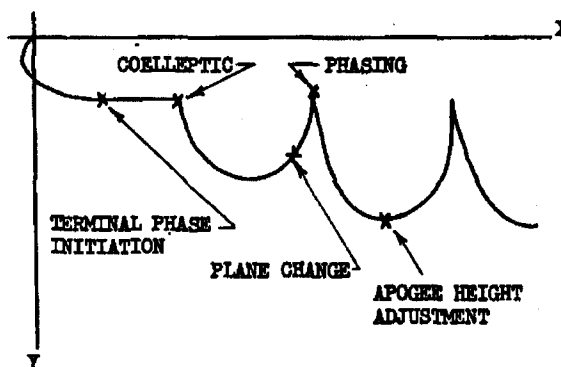 X
COELLEPTIC
PHASING
TERMINAL PHASE
INITIATION
PLANE CHANGE
APOGEE HEIGHT
ADJUSTMENT
Y